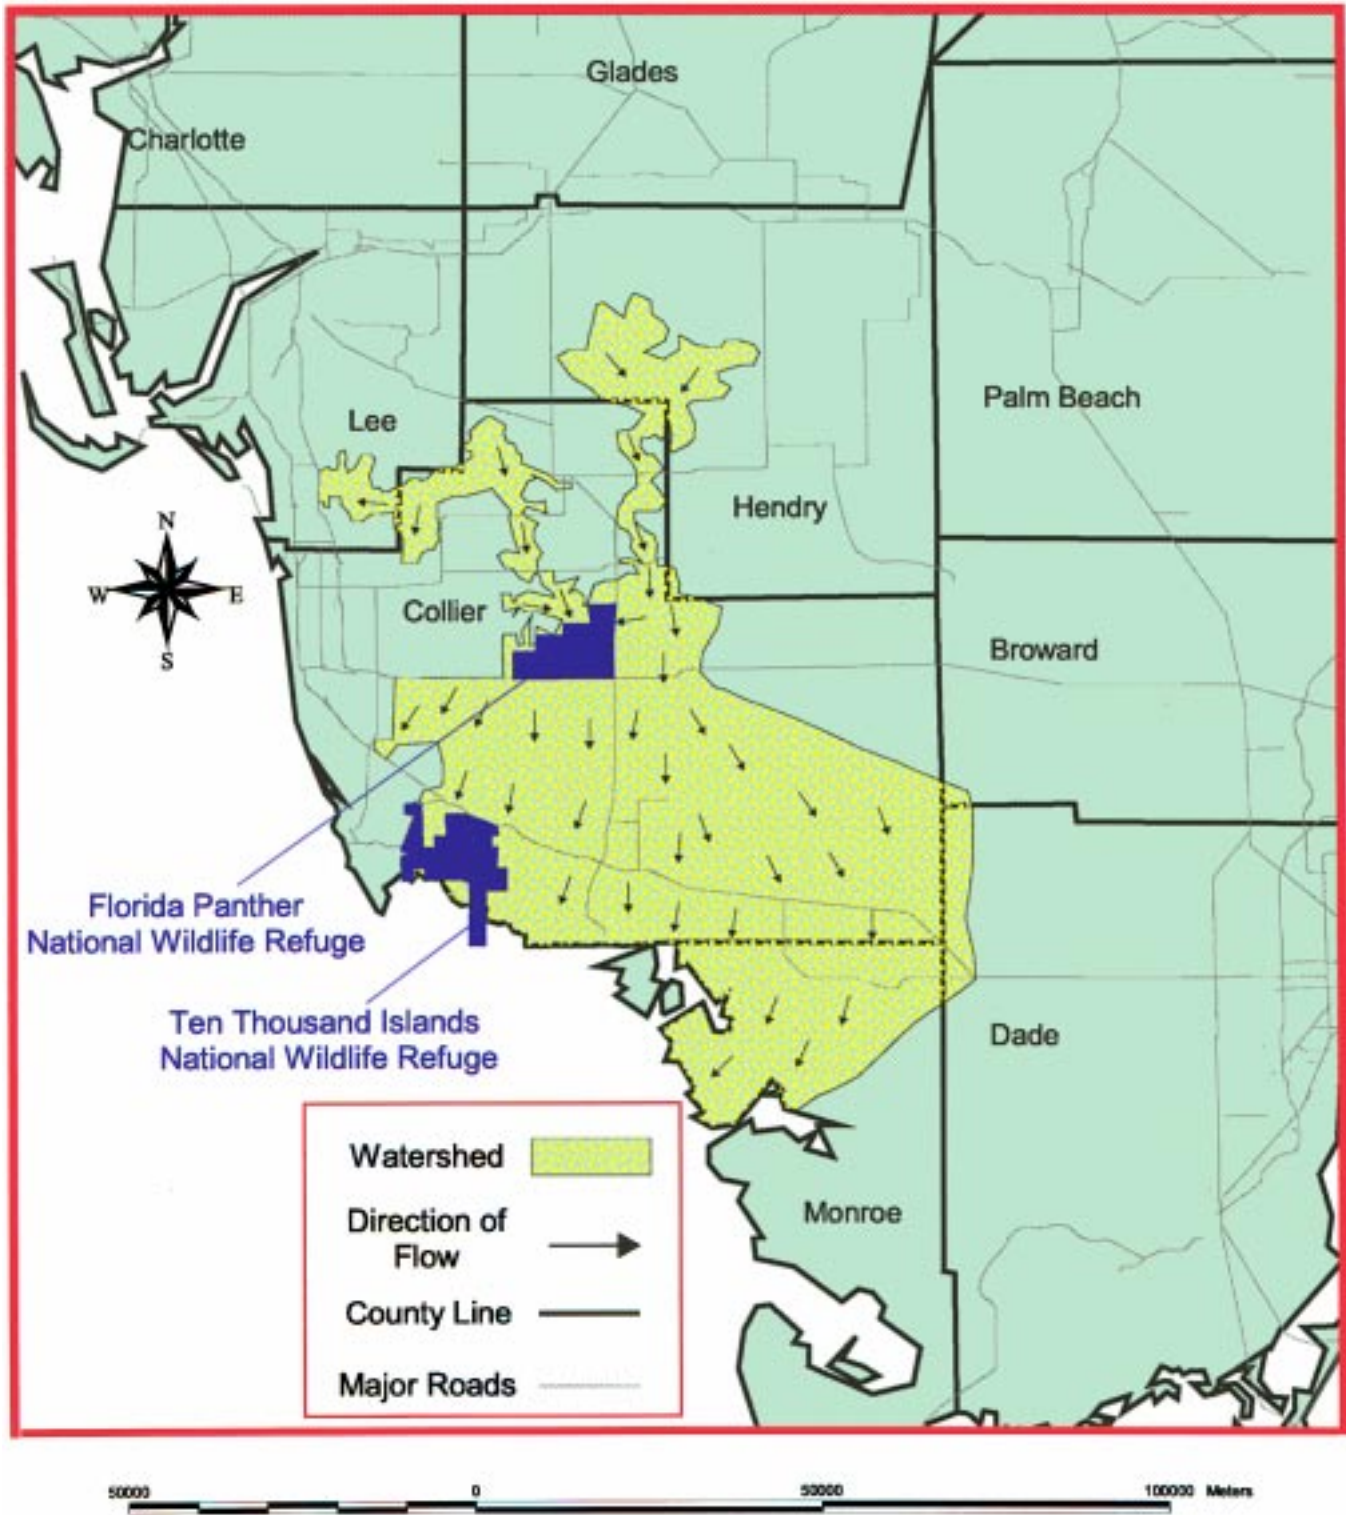 Glades
Charlotte
Palm Beach
Lee
Hendry
N
W E
S
Collier
Broward
Florida Panther
National Wildlife Refuge
Ten Thousand Islands
National Wildlife Refuge
Dade
Watershed
Direction of
Flow
County Line
Major Roads
Monroe
50000 0 50000 100000 Meters